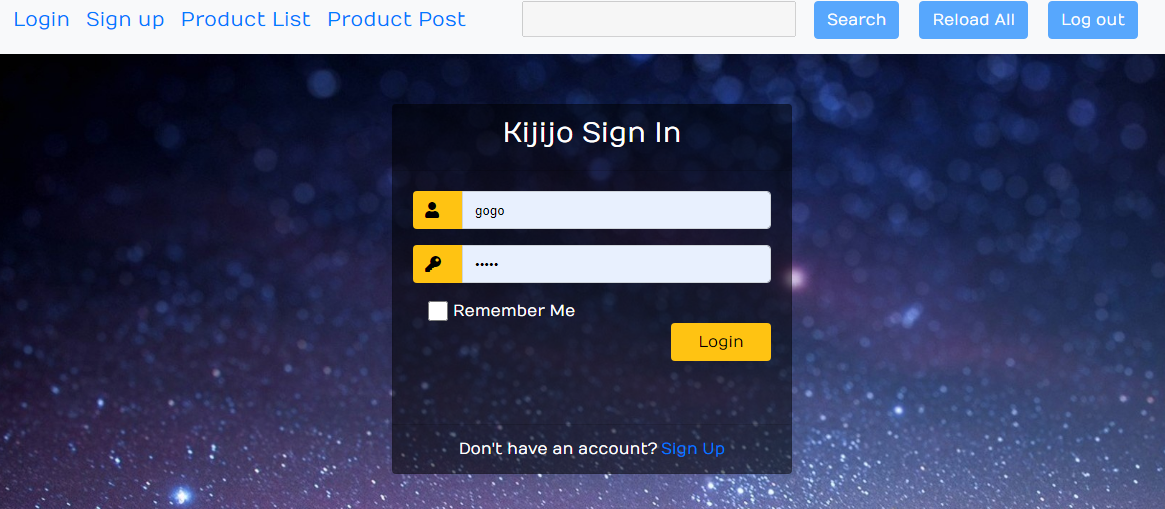 Login Sign up Product List Product Post Search Reload All Log out
Kijijo Sign In
gogo
•••••
Remember Me
Login
Don't have an account? Sign Up